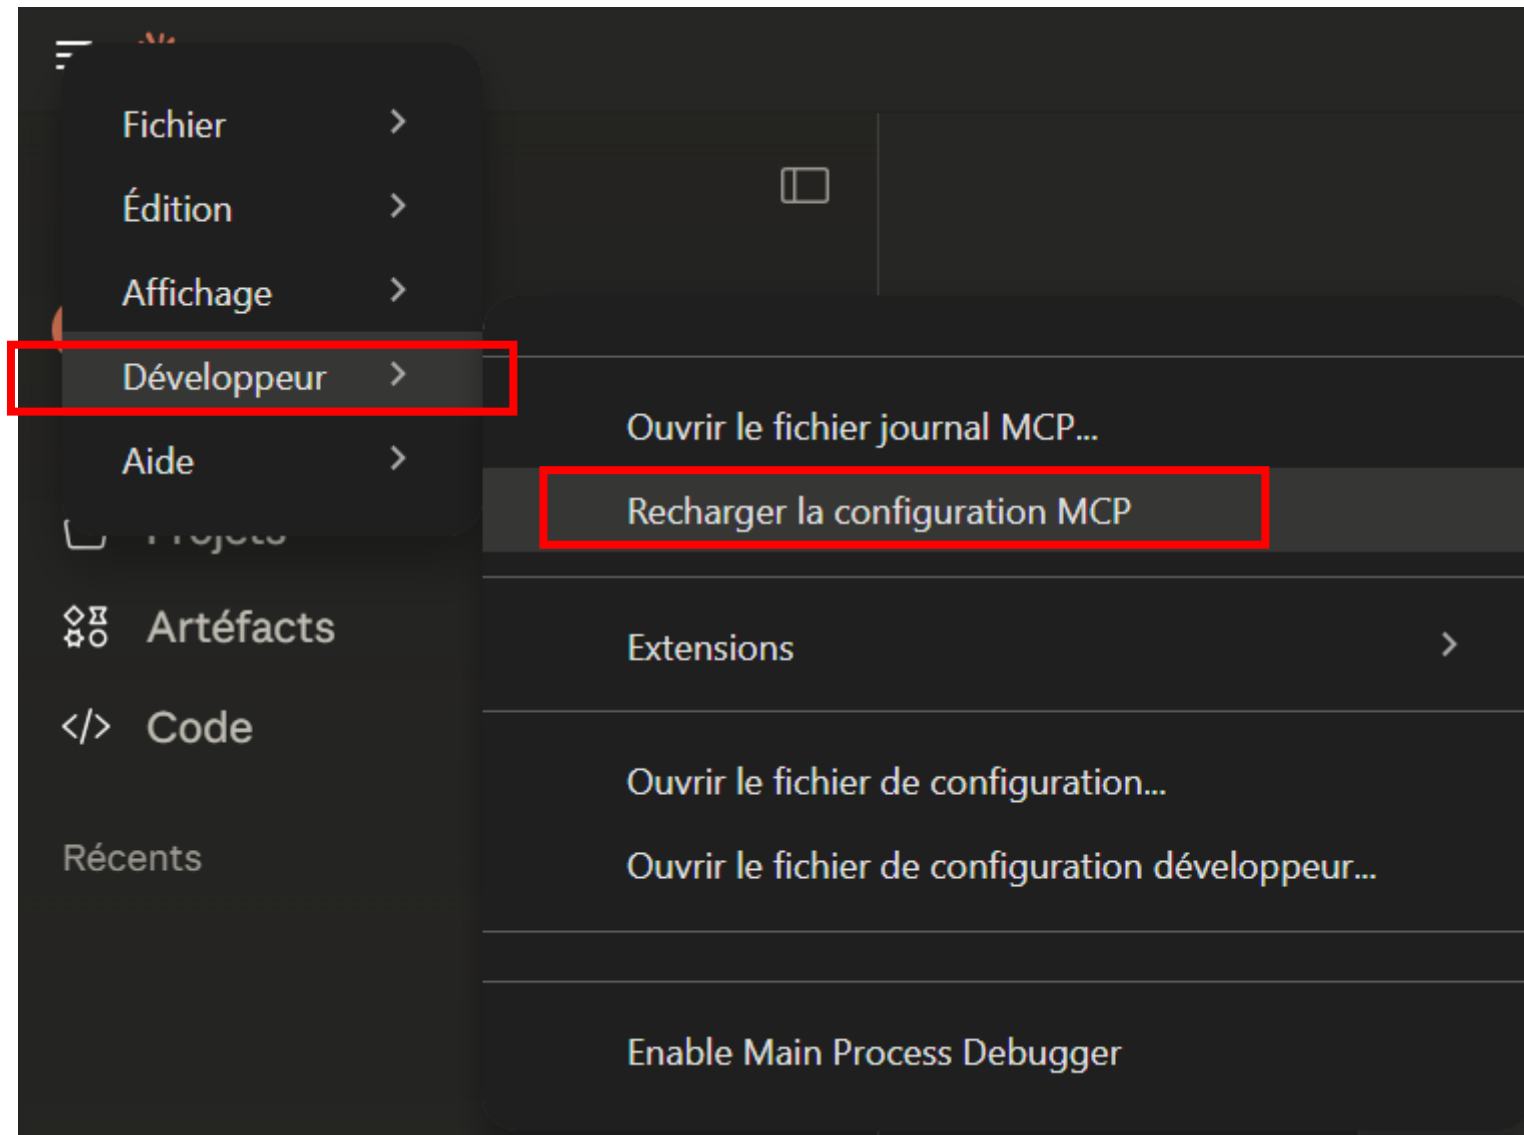 Fichier
Édition
Affichage
Développeur
Aide
Projets
Artéfacts
Code
Récents
Ouvrir le fichier journal MCP...
Recharger la configuration MCP
Extensions
Ouvrir le fichier de configuration...
Ouvrir le fichier de configuration développeur...
Enable Main Process Debugger